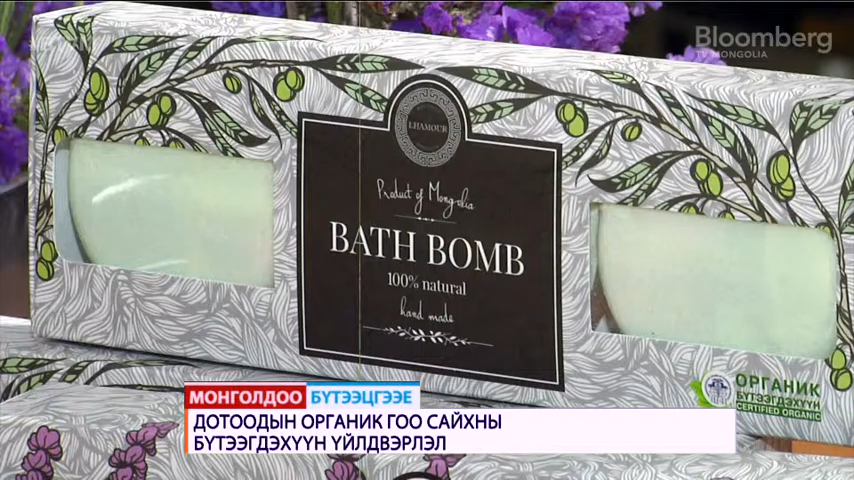 Bloomberg
TV MONGOLIA
LHAMOUR
Product of Mongolia
BATH BOMB
100% natural
hand made
ОРГАНИК
БҮТЭЭГДЭХҮҮН
CERTIFIED ORGANIC
МОНГОЛДОО БҮТЭЭЦГЭЭЕ
ДОТООДЫН ОРГАНИК ГОО САЙХНЫ
БҮТЭЭГДЭХҮҮН ҮЙЛДВЭРЛЭЛ